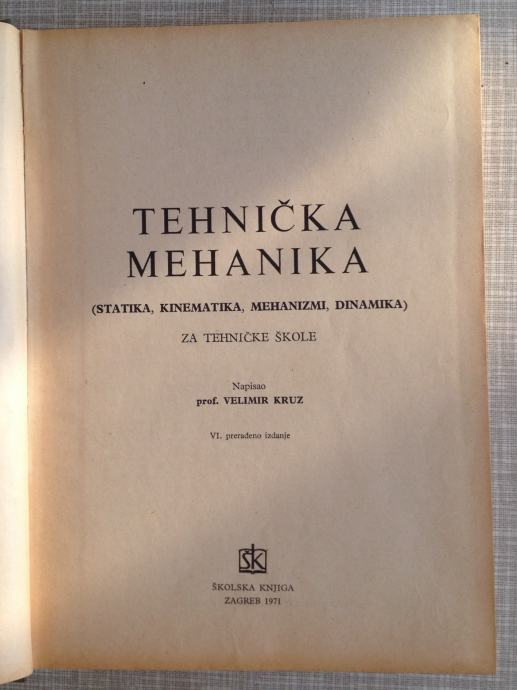 TEHNIČKA
MEHANIKA
(STATIKA, KINEMATIKA, MEHANIZMI, DINAMIKA)
ZA TEHNIČKE ŠKOLE
Napisao
prof. VELIMIR KRUZ
VI. prerađeno izdanje
ŠK
ŠKOLSKA KNJIGA
ZAGREB 1971